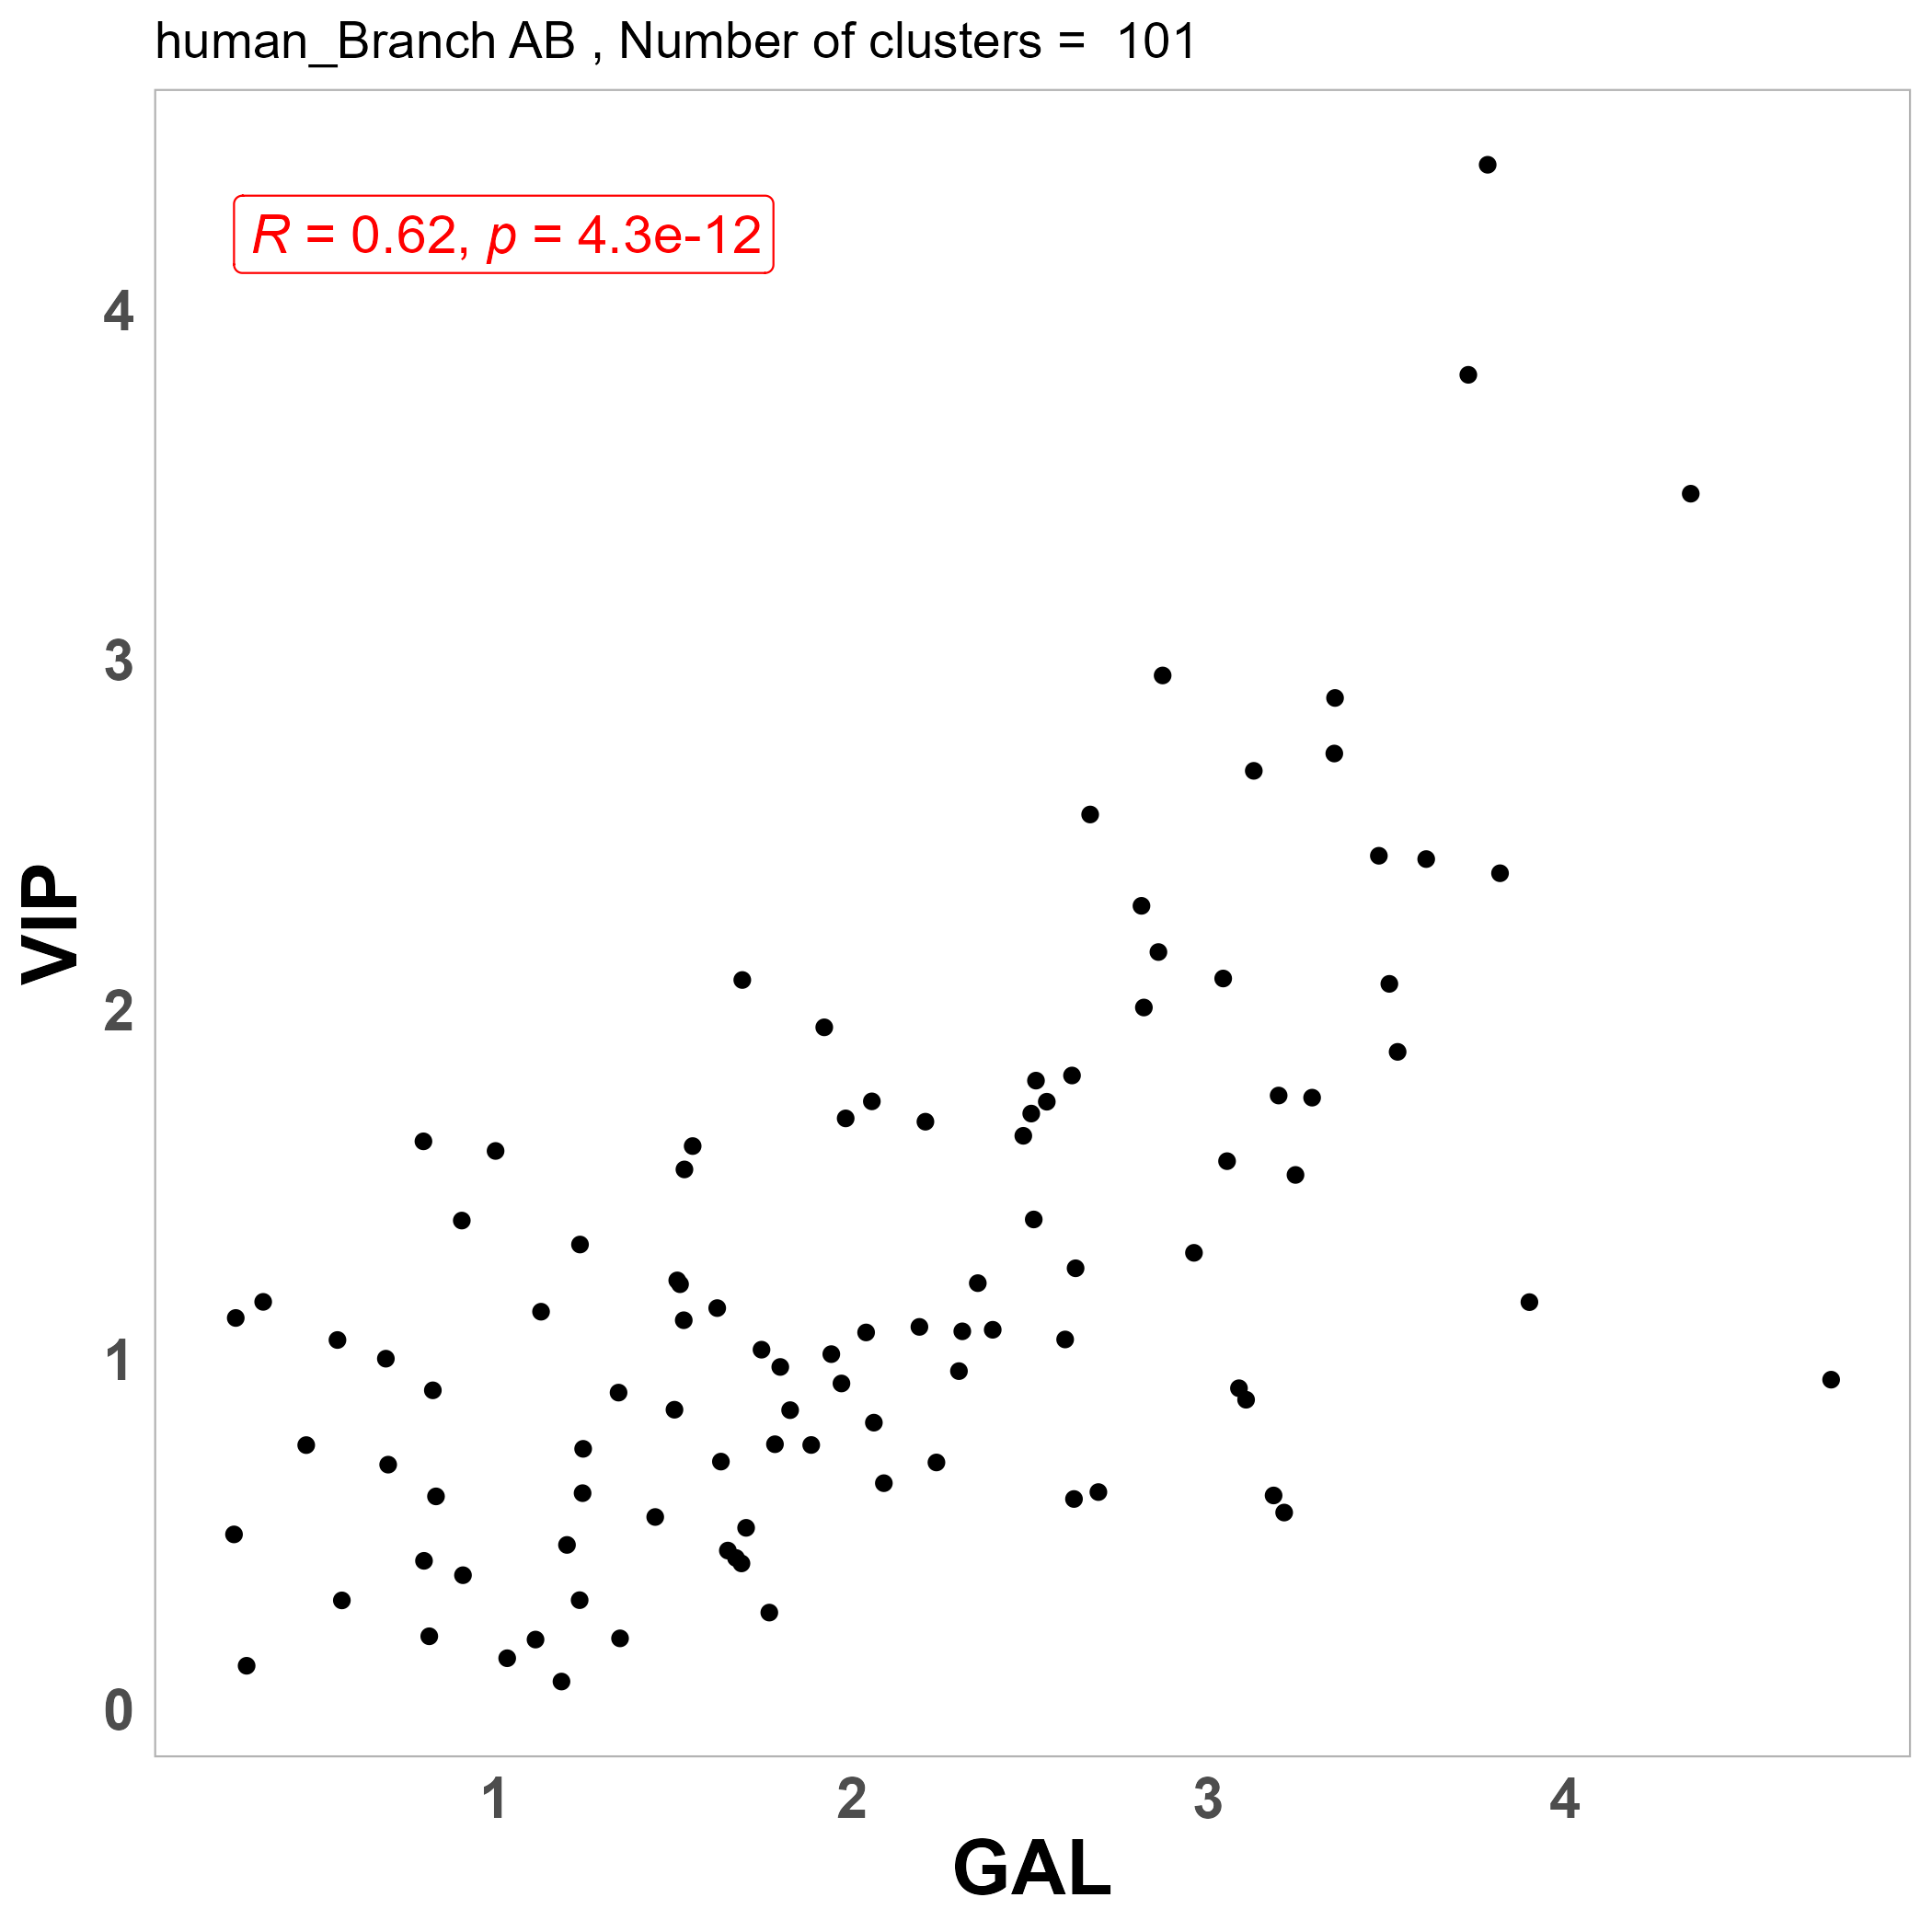 human_Branch AB , Number of clusters =  101
R = 0.62, p = 4.3e-12
4
3
2
1
0
VIP
1 2 3 4
GAL